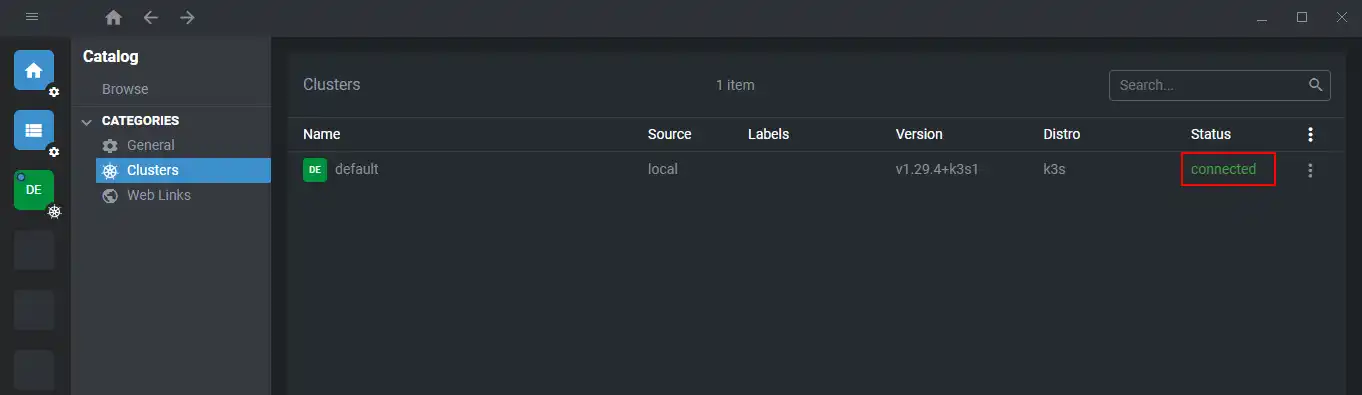 Catalog
Browse
CATEGORIES
General
Clusters
Web Links
DE
Clusters 1 item Search...
Name Source Labels Version Distro Status
DE default local v1.29.4+k3s1 k3s connected